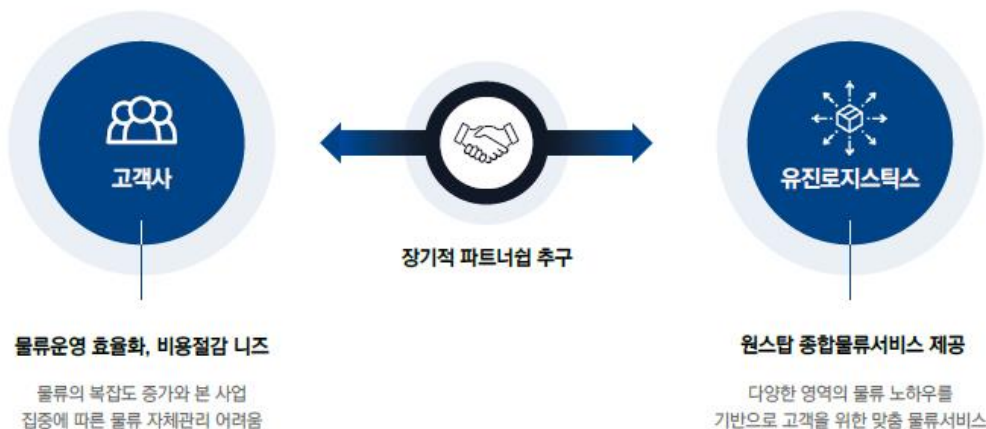 고객사
물류운영 효율화, 비용절감 니즈
물류의 복잡도 증가와 본 사업
집중에 따른 물류 자체관리 어려움
장기적 파트너쉽 추구
유진로지스틱스
원스탑 종합물류서비스 제공
다양한 영역의 물류 노하우를
기반으로 고객을 위한 맞춤 물류서비스